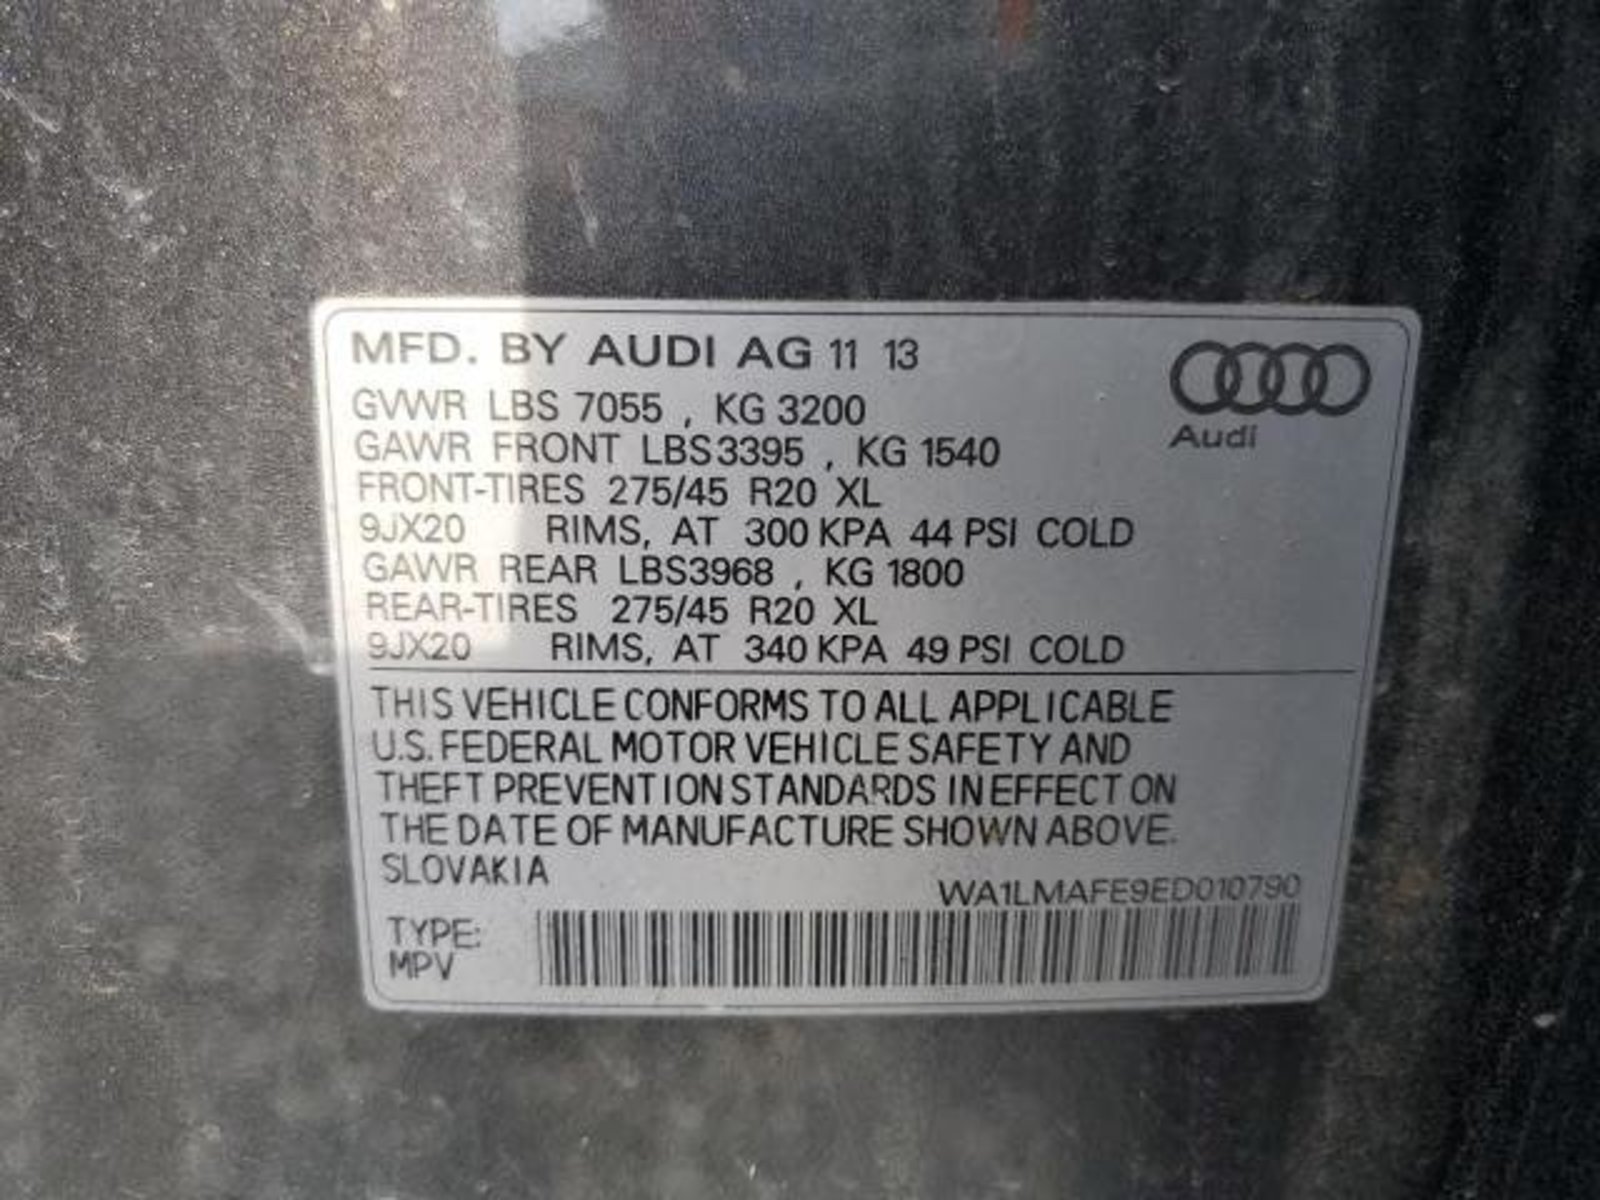 MFD. BY AUDI AG 11 13
GVWR LBS 7055 , KG 3200
GAWR FRONT LBS3395 , KG 1540
FRONT-TIRES 275/45 R20 XL
9JX20 RIMS, AT 300 KPA 44 PSI COLD
GAWR REAR LBS3968 , KG 1800
REAR-TIRES 275/45 R20 XL
9JX20 RIMS, AT 340 KPA 49 PSI COLD
Audi
THIS VEHICLE CONFORMS TO ALL APPLICABLE
U.S. FEDERAL MOTOR VEHICLE SAFETY AND
THEFT PREVENTION STANDARDS IN EFFECT ON
THE DATE OF MANUFACTURE SHOWN ABOVE.
SLOVAKIA
WA1LMAFE9ED010790
TYPE:
MPV